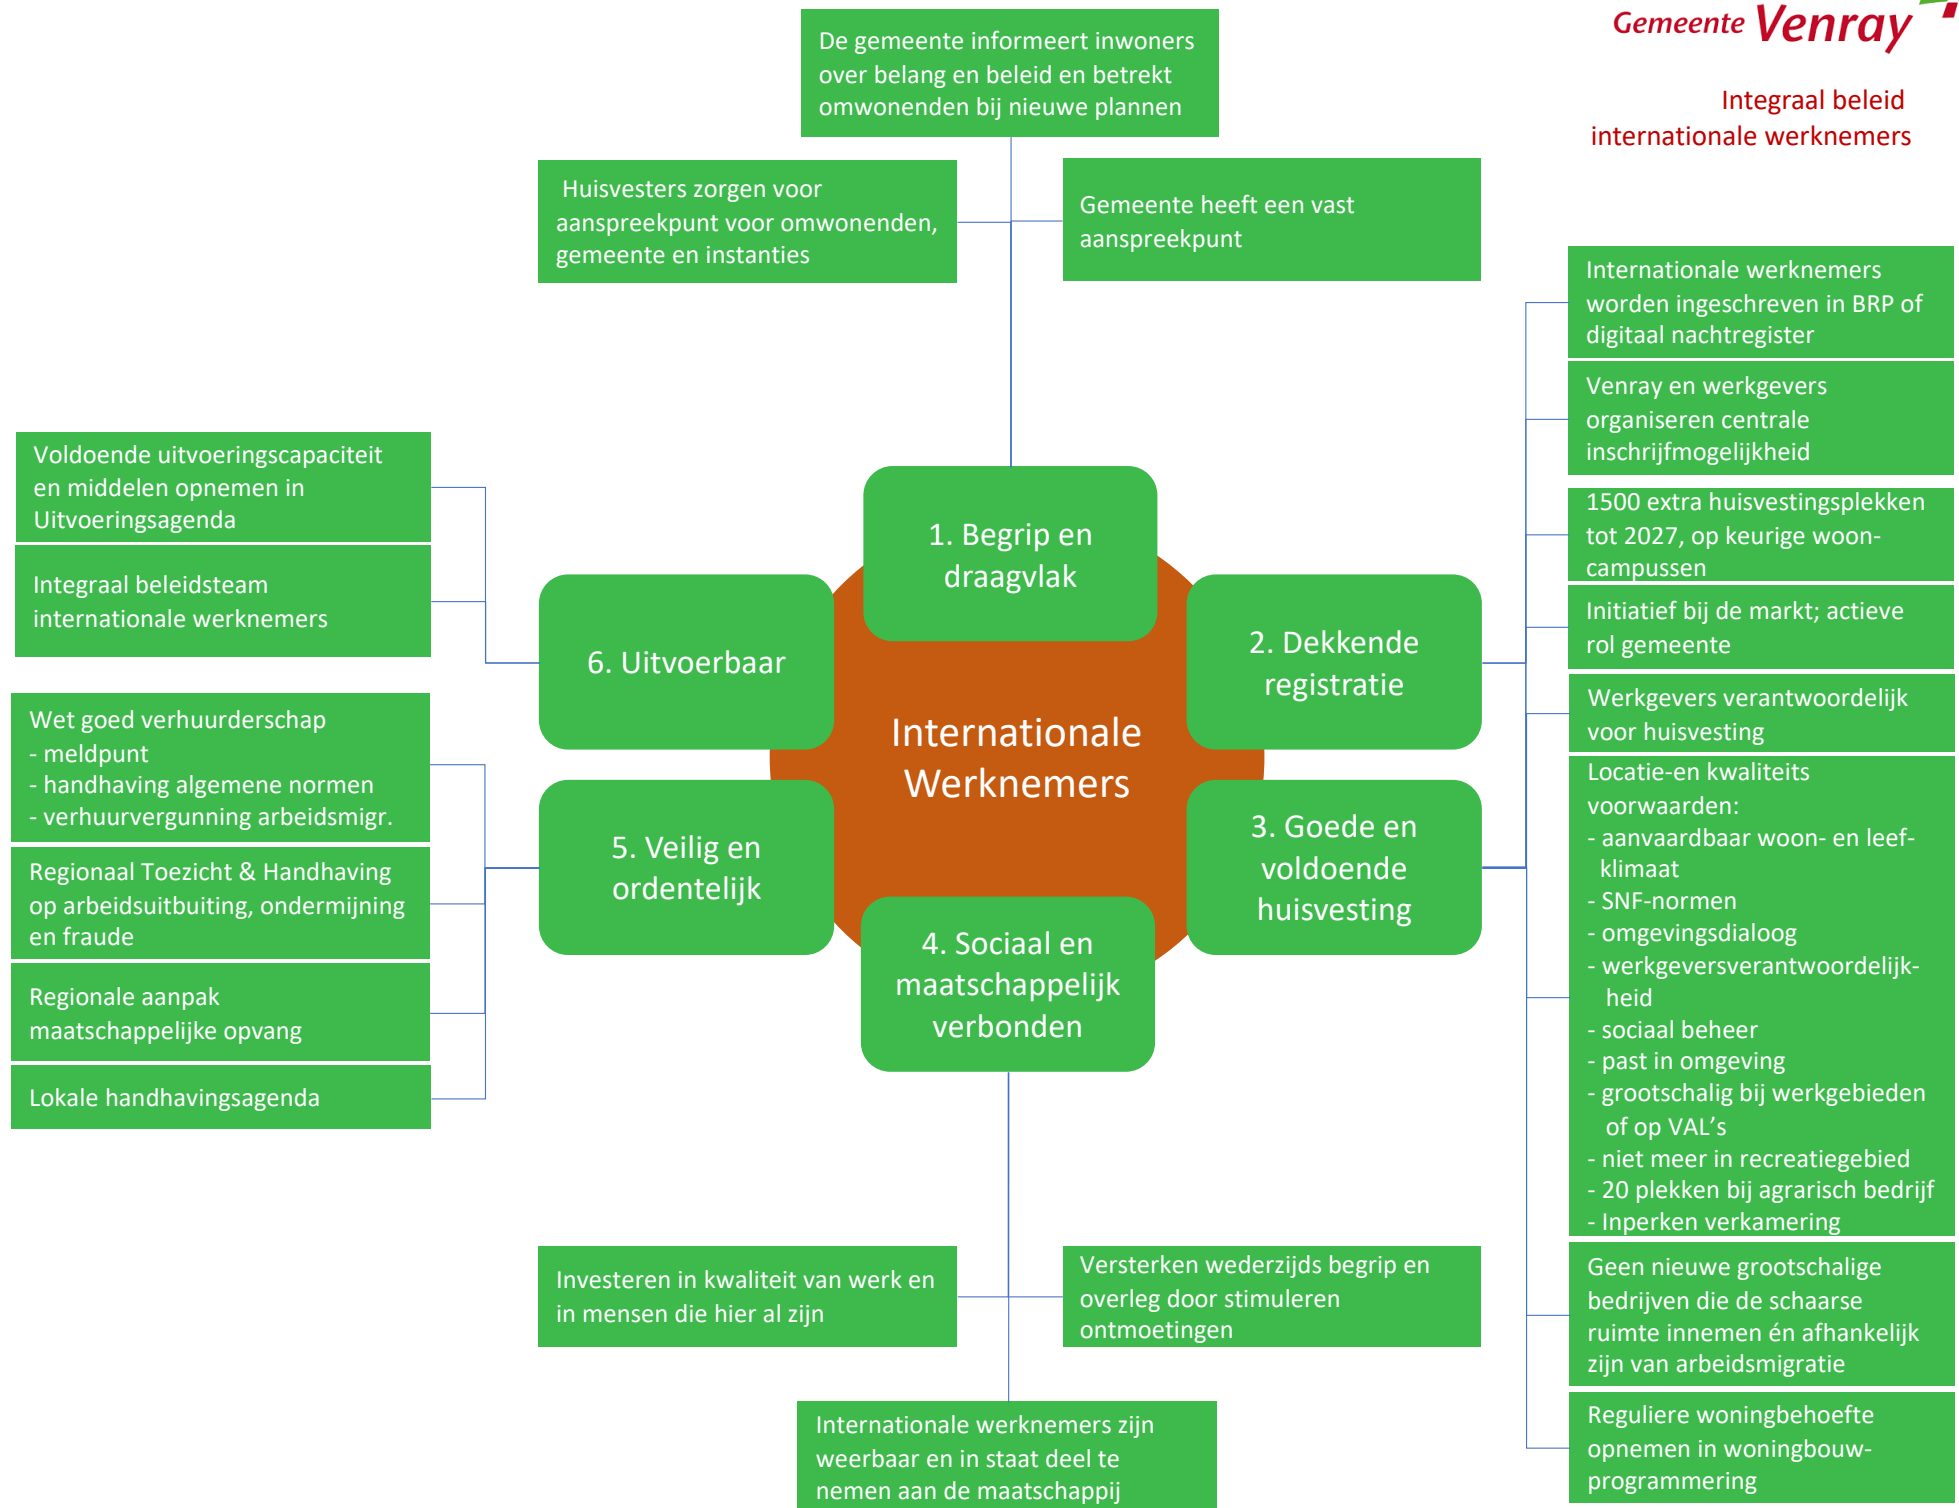 Gemeente Venray
Integraal beleid
internationale werknemers
De gemeente informeert inwoners
over belang en beleid en betrekt
omwonenden bij nieuwe plannen
Huisvesters zorgen voor
aanspreekpunt voor omwonenden,
gemeente en instanties
Gemeente heeft een vast
aanspreekpunt
Internationale werknemers
worden ingeschreven in BRP of
digitaal nachtregister
Venray en werkgevers
organiseren centrale
inschrijfmogelijkheid
1500 extra huisvestingsplekken
tot 2027, op keurige woon-
campussen
Initiatief bij de markt; actieve
rol gemeente
Werkgevers verantwoordelijk
voor huisvesting
Locatie-en kwaliteits
voorwaarden:
- aanvaardbaar woon- en leef-
klimaat
- SNF-normen
- omgevingsdialoog
- werkgeversverantwoordelijk-
heid
- sociaal beheer
- past in omgeving
- grootschalig bij werkgebieden
of op VAL's
- niet meer in recreatiegebied
- 20 plekken bij agrarisch bedrijf
- Inperken verkamering
Geen nieuwe grootschalige
bedrijven die de schaarse
ruimte innemen én afhankelijk
zijn van arbeidsmigratie
Reguliere woningbehoefte
opnemen in woningbouw-
programmering
Voldoende uitvoeringscapaciteit
en middelen opnemen in
Uitvoeringsagenda
Integraal beleidsteam
internationale werknemers
Wet goed verhuurderschap
- meldpunt
- handhaving algemene normen
- verhuurvergunning arbeidsmigr.
Regionaal Toezicht & Handhaving
op arbeidsuitbuiting, ondermijning
en fraude
Regionale aanpak
maatschappelijke opvang
Lokale handhavingsagenda
1. Begrip en
draagvlak
2. Dekkende
registratie
3. Goede en
voldoende
huisvesting
4. Sociaal en
maatschappelijk
verbonden
5. Veilig en
ordentelijk
6. Uitvoerbaar
Internationale
Werknemers
Investeren in kwaliteit van werk en
in mensen die hier al zijn
Versterken wederzijds begrip en
overleg door stimuleren
ontmoetingen
Internationale werknemers zijn
weerbaar en in staat deel te
nemen aan de maatschappij